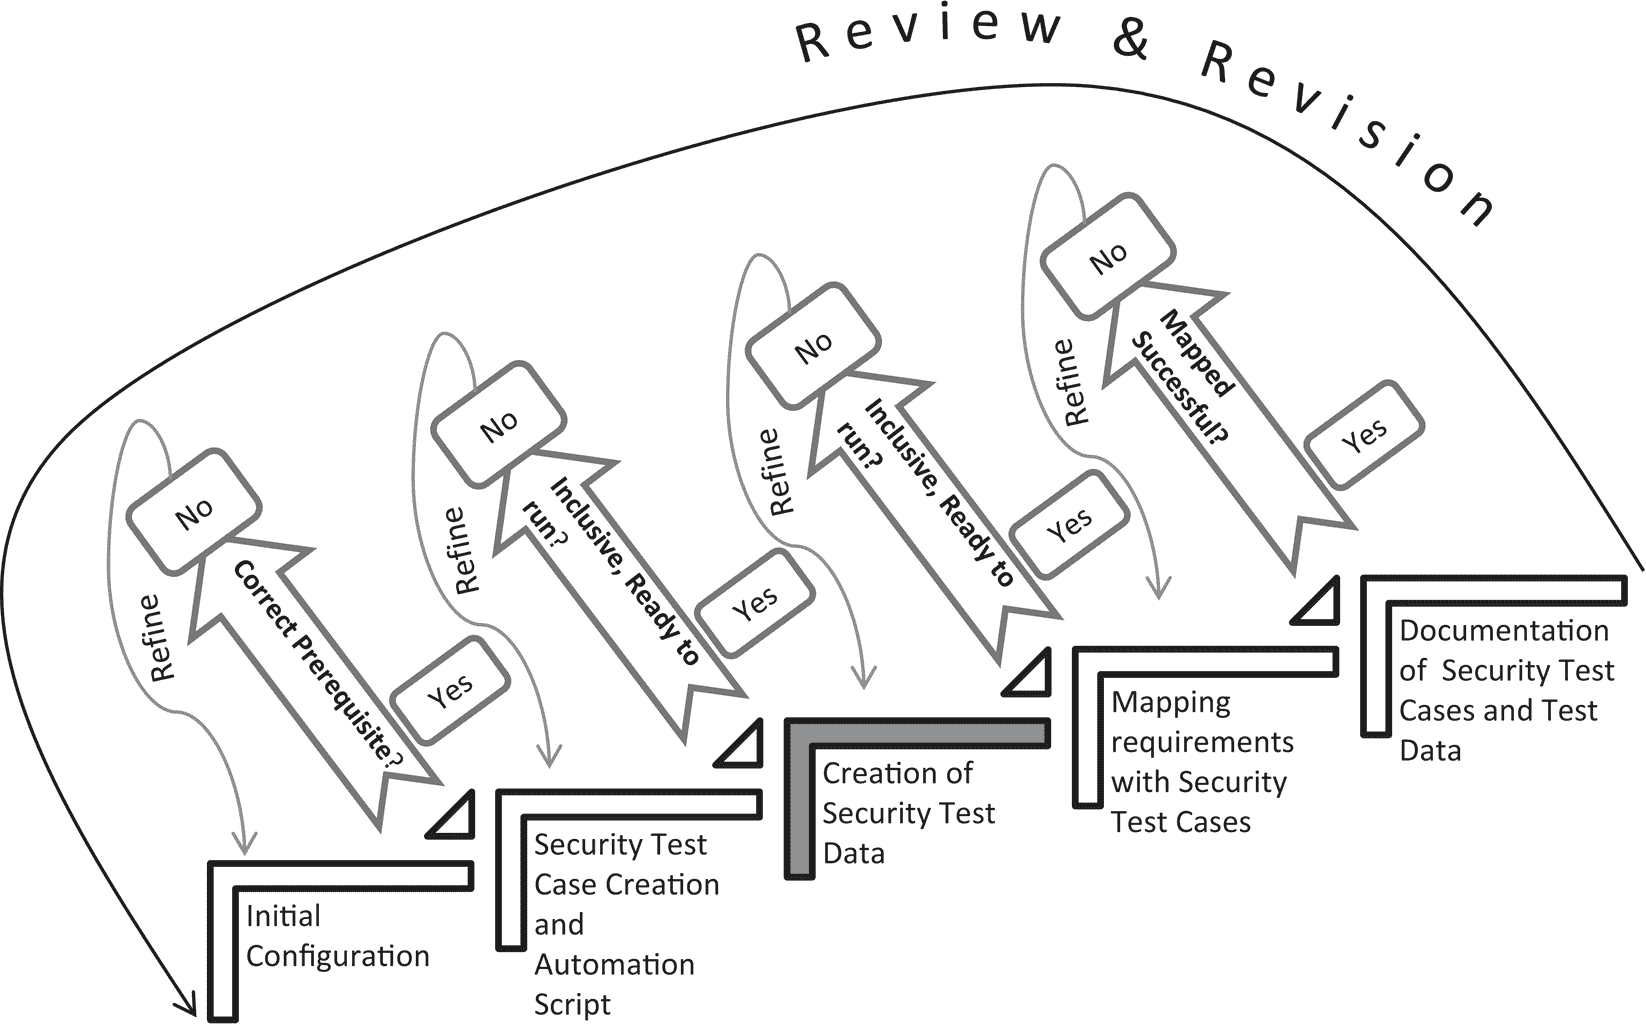 Review & Revision
No
Refine
Correct Prerequisite?
Yes
No
Refine
Inclusive, Ready to
run?
Yes
No
Refine
Inclusive, Ready to
run?
Yes
No
Refine
Mapped
Successful?
Yes
Initial
Configuration
Security Test
Case Creation
and
Automation
Script
Creation of
Security Test
Data
Mapping
requirements
with Security
Test Cases
Documentation
of Security Test
Cases and Test
Data